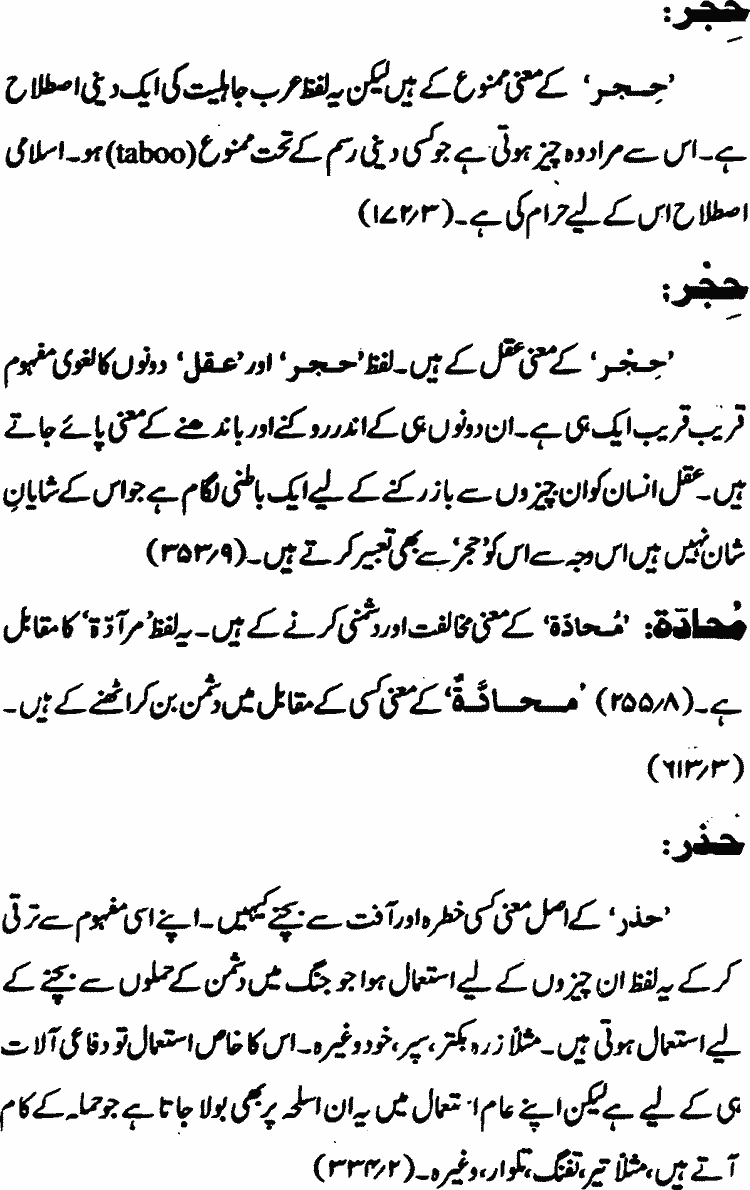 حِجر:
’حِجر‘ کے معنی ممنوع کے ہیں لیکن یہ لفظ عرب جاہلیت کی ایک دینی اصطلاح
ہے۔ اس سے مراد وہ چیز ہوتی ہے جو کسی دینی رسم کے تحت ممنوع (taboo) ہو۔ اسلامی
اصطلاح اس کے لیے حرام کی ہے۔ (۱۷۲/۳)
حِجْر:
’حِجْر‘ کے معنی عقل کے ہیں۔ لفظ ’حجر‘ اور ’عقل‘ دونوں کا لغوی مفہوم
قریب قریب ایک ہی ہے۔ ان دونوں ہی کے اندر روکنے اور باندھنے کے معنی پائے جاتے
ہیں۔ عقل انسان کو ان چیزوں سے باز رکنے کے لیے ایک باطنی لگام ہے جو اس کے شایانِ
شان نہیں ہیں اس وجہ سے اس کو ’حجر‘ سے بھی تعبیر کرتے ہیں۔ (۳۵۳/۹)
مُحادّة: ’مُحادّة‘ کے معنی مخالفت اور دشمنی کرنے کے ہیں۔ یہ لفظ ’مرآدّة‘ کا مقابل
ہے۔ (۲۵۵/۸) ’محادَّةٌ‘ کے معنی کسی کے مقابل میں دشمن بن کر اٹھنے کے ہیں۔
(۶۱۳/۳)
حذر:
’حذر‘ کے اصل معنی کسی خطرہ اور آفت سے بچنے کیہیں۔ اپنے اسی مفہوم سے ترقی
کر کے یہ لفظ ان چیزوں کے لیے استعمال ہوا جو جنگ میں دشمن کے حملوں سے بچنے کے
لیے استعمال ہوتی ہیں۔ مثلاً زرہ بکتر، سپر، خود وغیرہ۔ اس کا خاص استعمال تو دفاعی آلات
ہی کے لیے ہے لیکن اپنے عام استعمال میں یہ ان اسلحہ پر بھی بولا جاتا ہے جو حملہ کے کام
آتے ہیں، مثلاً تیر، تفنگ، تلوار، وغیرہ۔ (۳۳۴/۲)